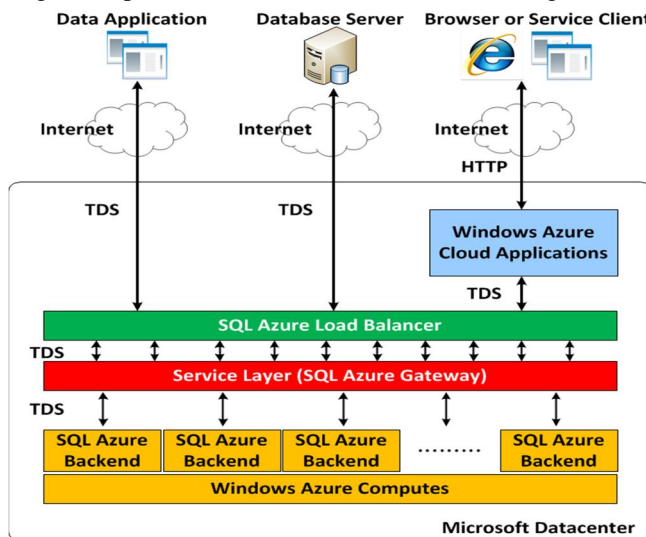 Data Application
Database Server
Browser or Service Client
Internet
Internet
Internet
HTTP
TDS
TDS
Windows Azure
Cloud Applications
TDS
SQL Azure Load Balancer
TDS
Service Layer (SQL Azure Gateway)
TDS
SQL Azure
Backend
SQL Azure
Backend
SQL Azure
Backend
.........
SQL Azure
Backend
Windows Azure Computes
Microsoft Datacenter